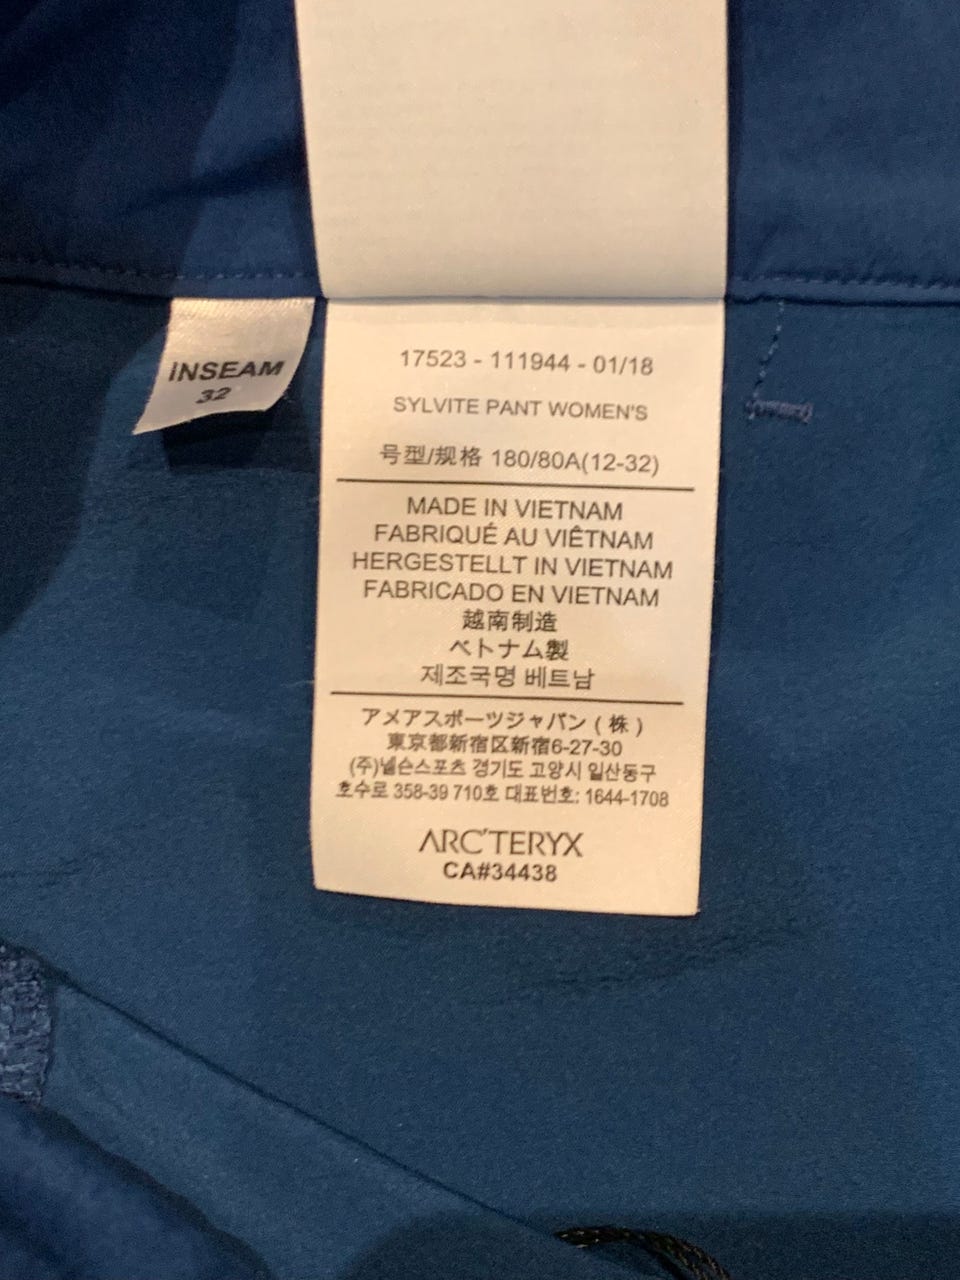 INSEAM
32
17523 - 111944 - 01/18
SYLVITE PANT WOMEN'S
号型/规格 180/80A(12-32)
MADE IN VIETNAM
FABRIQUÉ AU VIÊTNAM
HERGESTELLT IN VIETNAM
FABRICADO EN VIETNAM
越南制造
ベトナム製
제조국명 베트남
アメアスポーツジャパン ( 株 )
東京都新宿区新宿6-27-30
(주)넬슨스포츠 경기도 고양시 일산동구
호수로 358-39 710호 대표번호: 1644-1708
ARC'TERYX
CA#34438